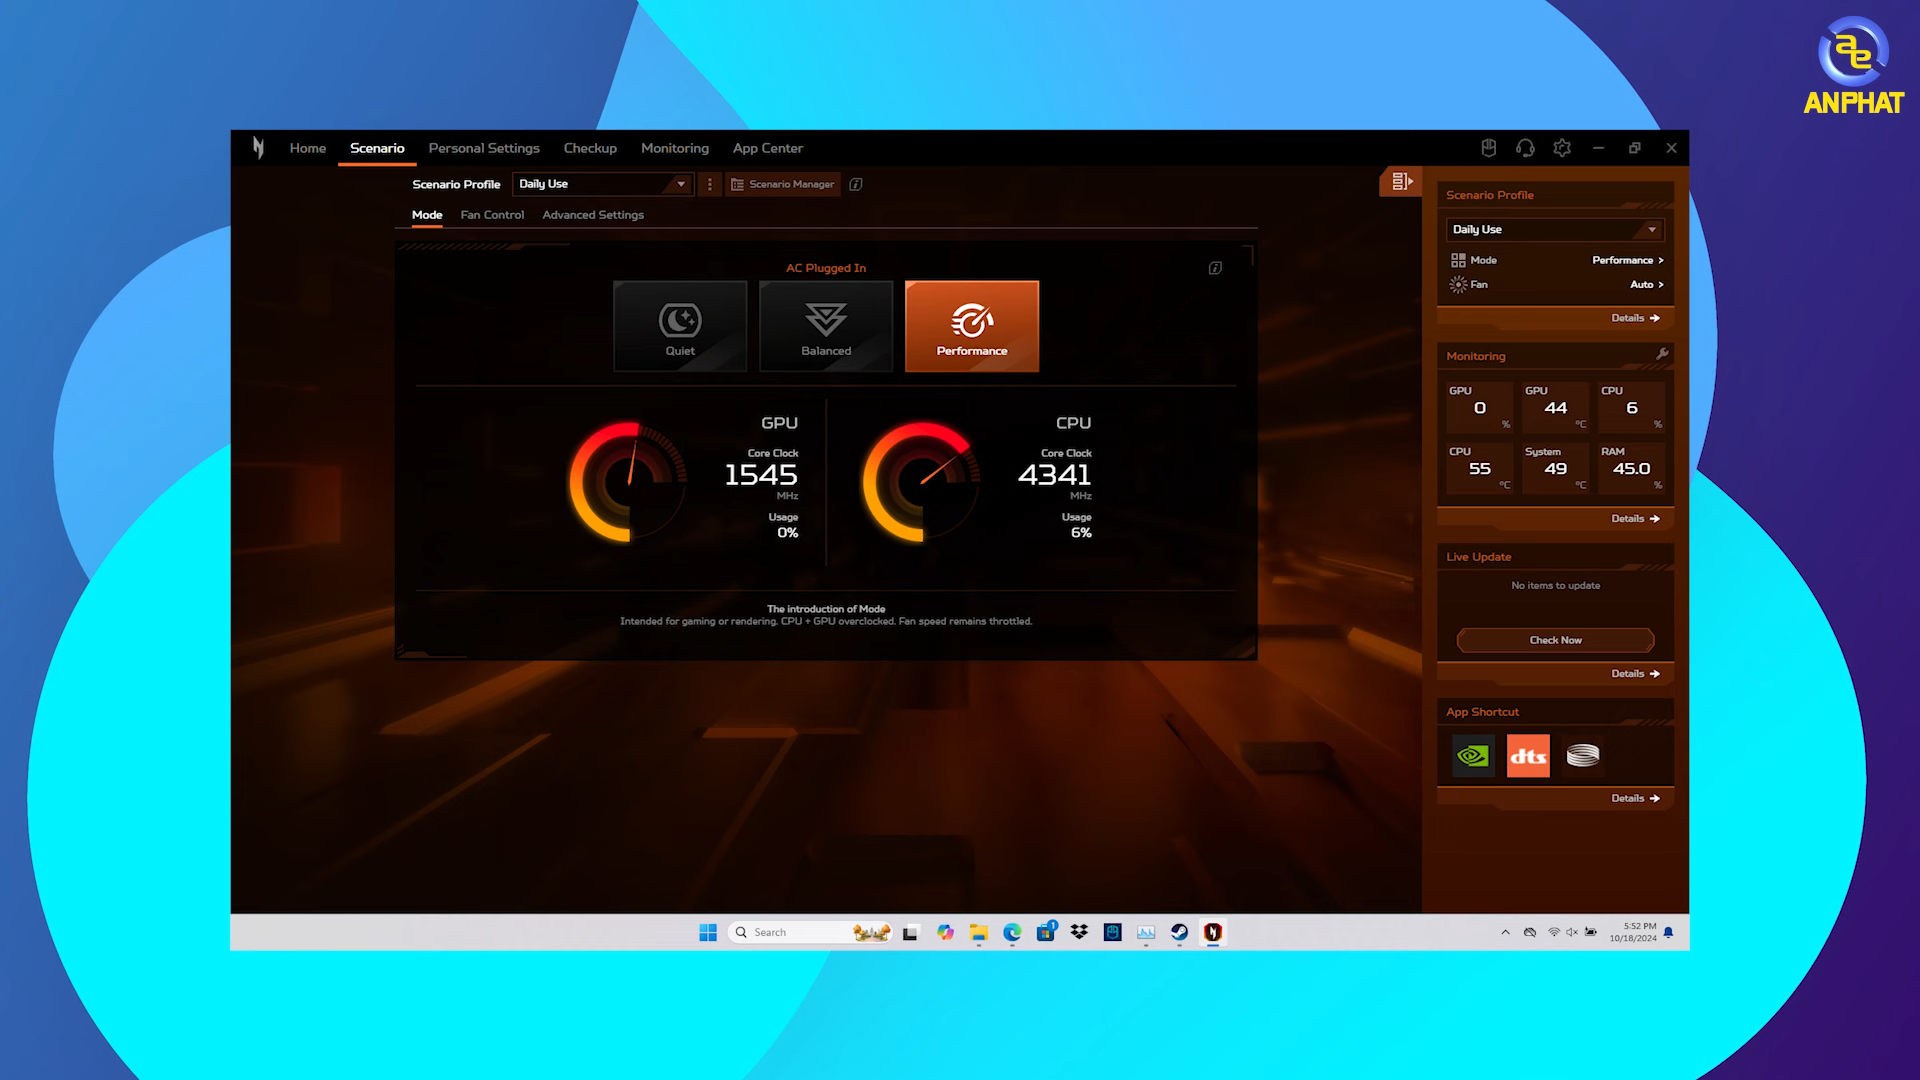 ae
ANPHAT
Home Scenario Personal Settings Checkup Monitoring App Center
Scenario Profile Daily Use Scenario Manager
Mode Fan Control Advanced Settings
AC Plugged In
Quiet Balanced Performance
GPU
Core Clock
1545
MHz
Usage
0%
CPU
Core Clock
4341
MHz
Usage
6%
The introduction of Mode
Intended for gaming or rendering. CPU + GPU overclocked. Fan speed remains throttled.
Scenario Profile
Daily Use
Mode Performance >
Fan Auto >
Details
Monitoring
GPU 0 %
GPU 44 °C
CPU 6 %
CPU 55 °C
System 49 °C
RAM 45.0 %
Details
Live Update
No items to update
Check Now
Details
App Shortcut
dts
Details
Search
1
5:52 PM
10/18/2024